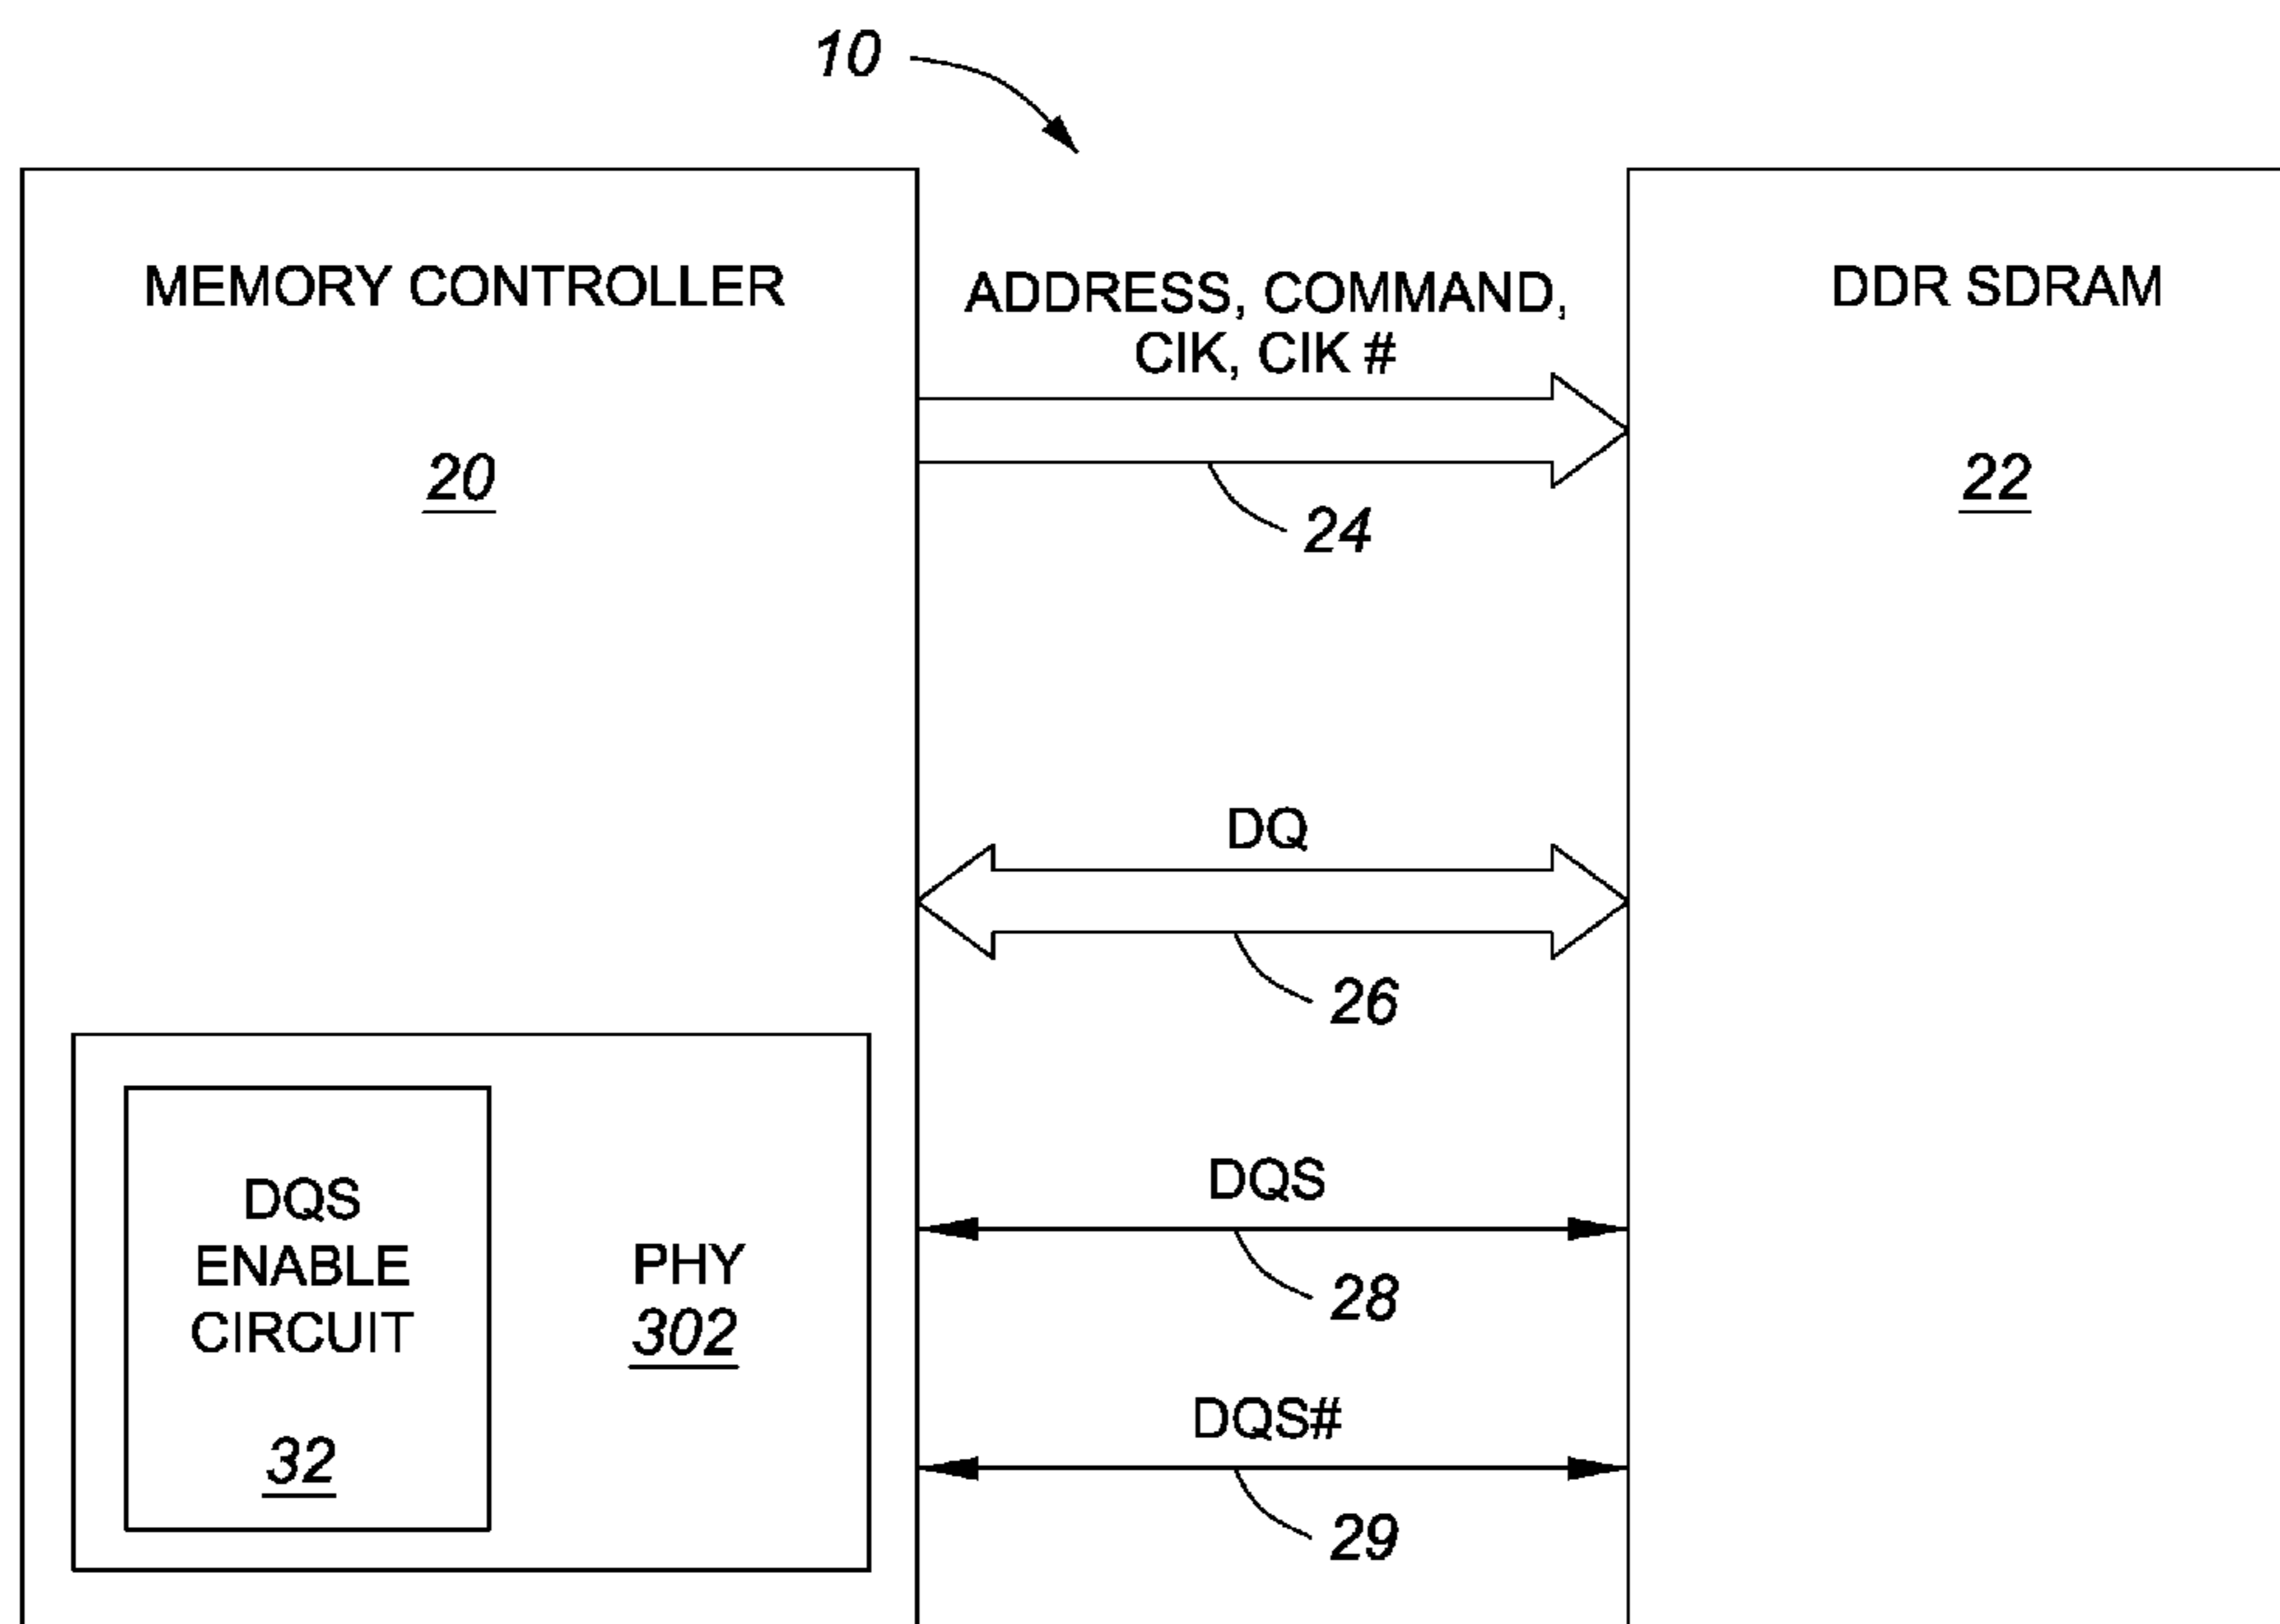 10
MEMORY CONTROLLER
20
ADDRESS, COMMAND,
CIK, CIK #
24
DDR SDRAM
22
DQ
26
DQS
ENABLE
CIRCUIT
32
PHY
302
DQS
28
DQS#
29